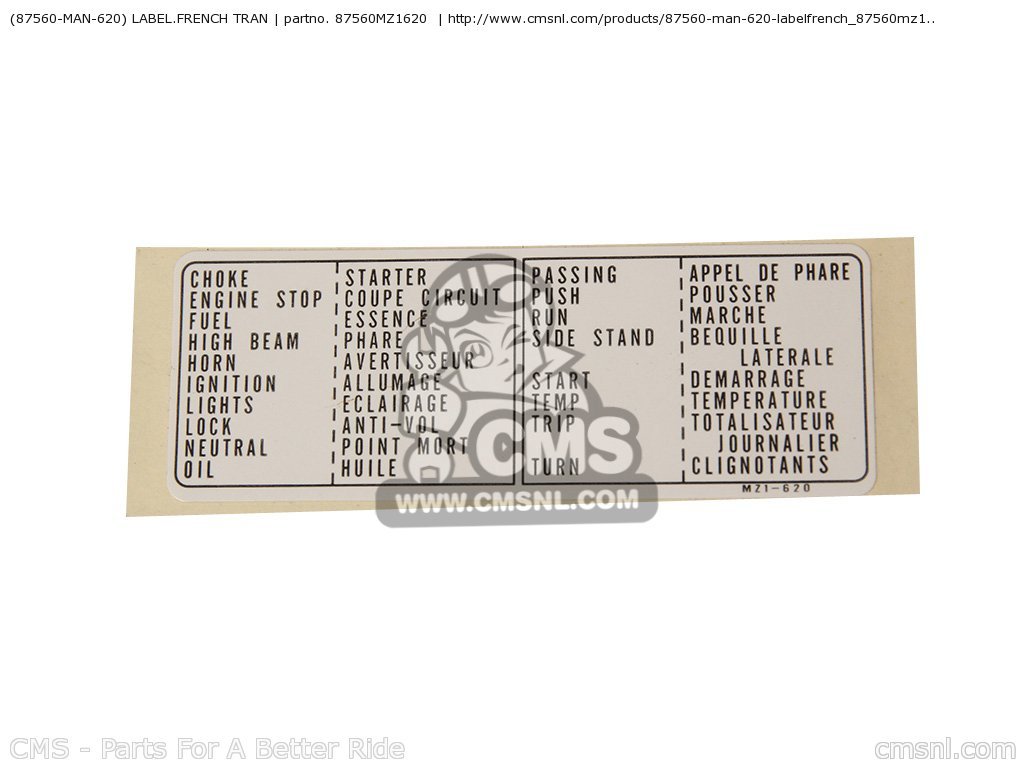 (87560-MAN-620) LABEL.FRENCH TRAN | partno. 87560MZ1620 | http://www.cmsnl.com/products/87560-man-620-labelfrench_87560mz1..
CHOKE STARTER PASSING APPEL DE PHARE
ENGINE STOP COUPE CIRCUIT PUSH POUSSER
FUEL ESSENCE RUN MARCHE
HIGH BEAM PHARE SIDE STAND BEQUILLE
HORN AVERTISSEUR LATERALE
IGNITION ALLUMAGE START DEMARRAGE
LIGHTS ECLAIRAGE TEMP TEMPERATURE
LOCK ANTI-VOL TRIP TOTALISATEUR
NEUTRAL POINT MORT JOURNALIER
OIL HUILE TURN CLIGNOTANTS
MZ1-620
CMS
WWW.CMSNL.COM
CMS - Parts For A Better Ride
cmsnl.com